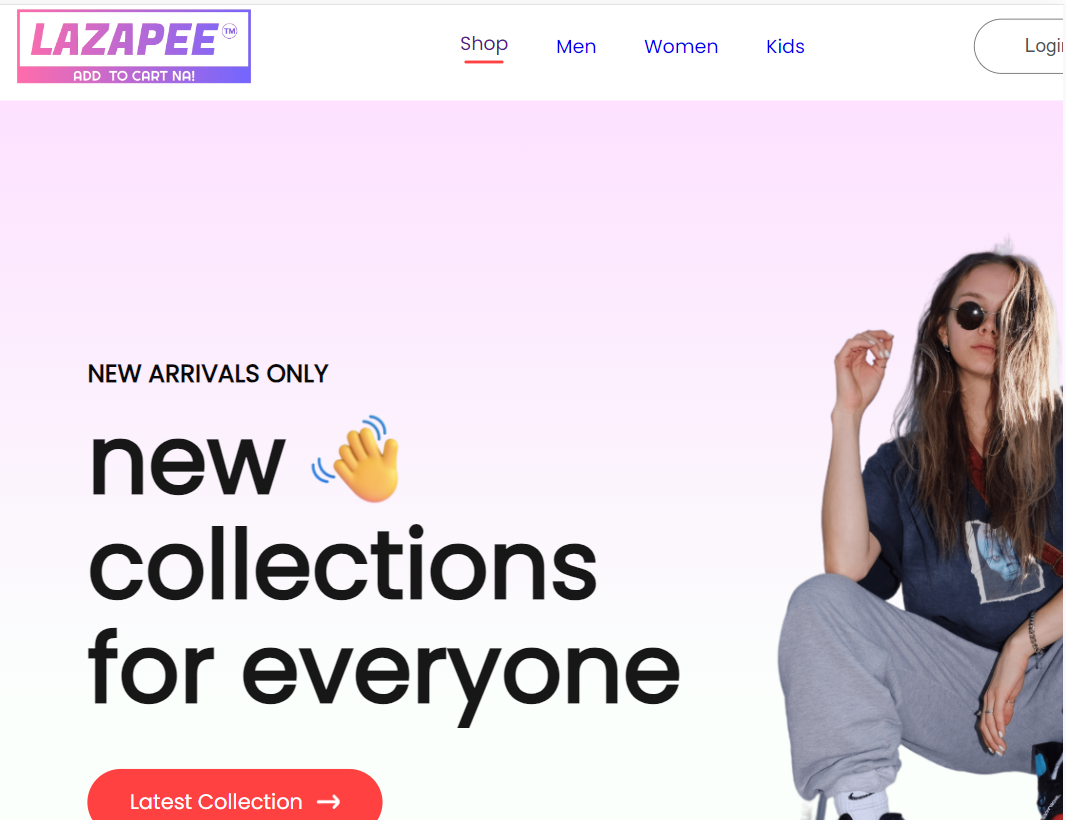 LAZAPEE™
ADD TO CART NA!
Shop Men Women Kids Login
NEW ARRIVALS ONLY
new 👋
collections
for everyone
Latest Collection →